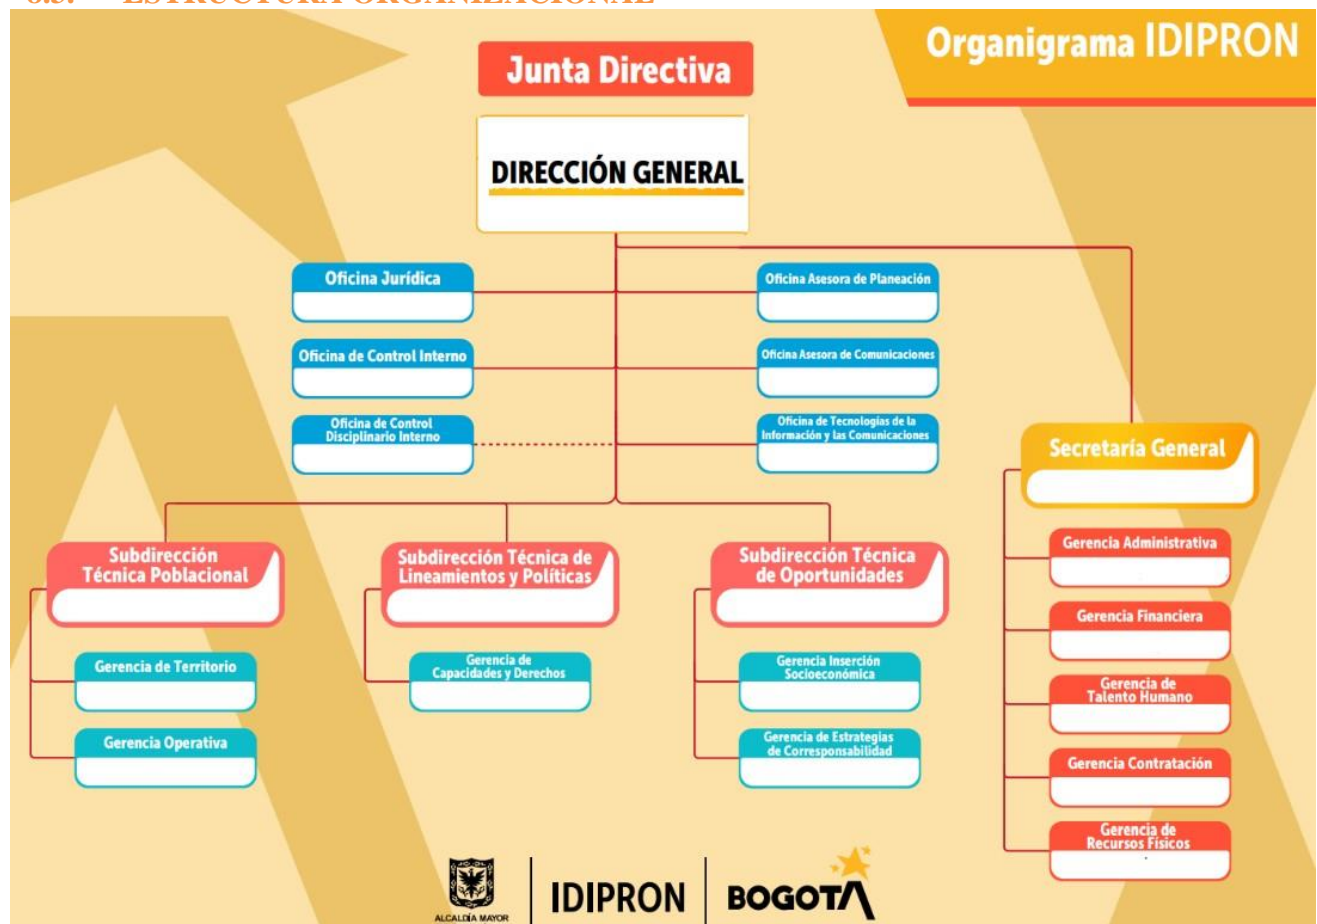 ESTRUCTURA ORGANIZACIONAL
Organigrama IDIPRON
Junta Directiva
DIRECCIÓN GENERAL
Oficina Jurídica
Oficina Asesora de Planeación
Oficina de Control Interno
Oficina Asesora de Comunicaciones
Oficina de Control
Disciplinario Interno
Oficina de Tecnologías de la
Información y las Comunicaciones
Secretaría General
Subdirección
Técnica Poblacional
Subdirección Técnica de
Lineamientos y Políticas
Subdirección Técnica
de Oportunidades
Gerencia de Territorio
Gerencia Operativa
Gerencia de
Capacidades y Derechos
Gerencia Inserción
Socioeconómica
Gerencia de Estrategias
de Corresponsabilidad
Gerencia Administrativa
Gerencia Financiera
Gerencia de
Talento Humano
Gerencia Contratación
Gerencia de
Recursos Físicos
ALCALDÍA MAYOR
IDIPRON
BOGOTÁ